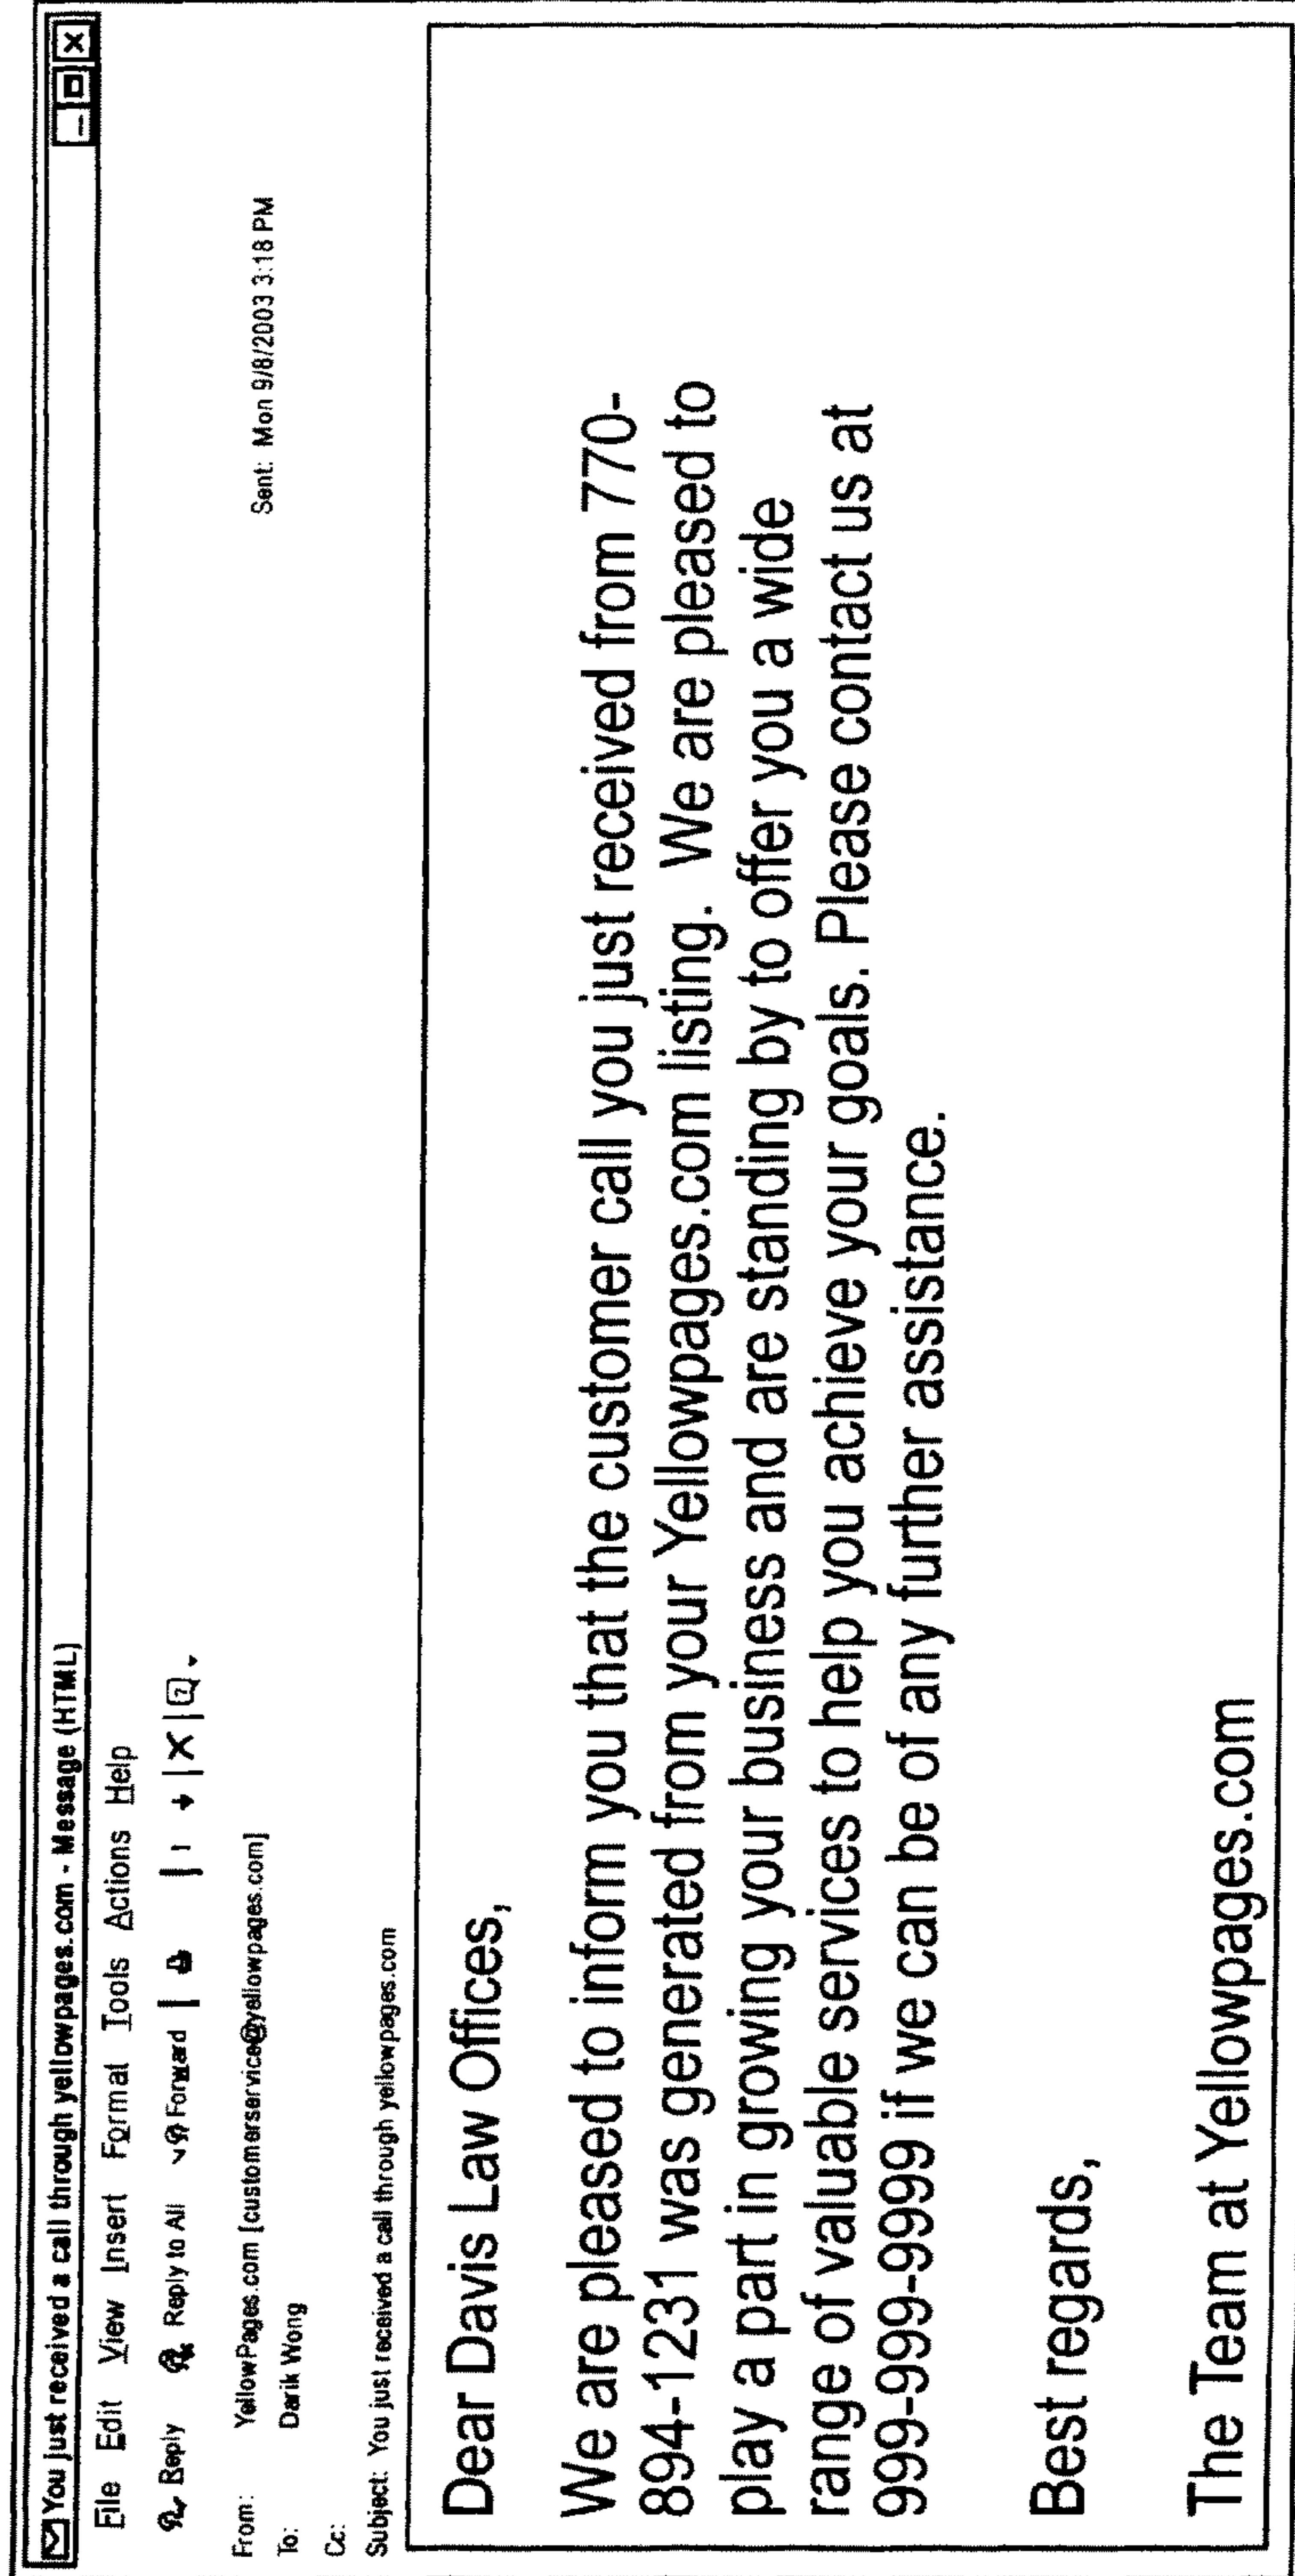 You just received a call through yellowpages.com - Message (HTML)
File Edit View Insert Formal Tools Actions Help
Reply Reply to All Forward
From: YellowPages.com [customerservice@yellowpages.com]
Sent: Mon 9/8/2003 3:18 PM
To: Darik Wong
Cc:
Subject: You just received a call through yellowpages.com
Dear Davis Law Offices,
We are pleased to inform you that the customer call you just received from 770-
894-1231 was generated from your Yellowpages.com listing. We are pleased to
play a part in growing your business and are standing by to offer you a wide
range of valuable services to help you achieve your goals. Please contact us at
999-999-9999 if we can be of any further assistance.
Best regards,
The Team at Yellowpages.com